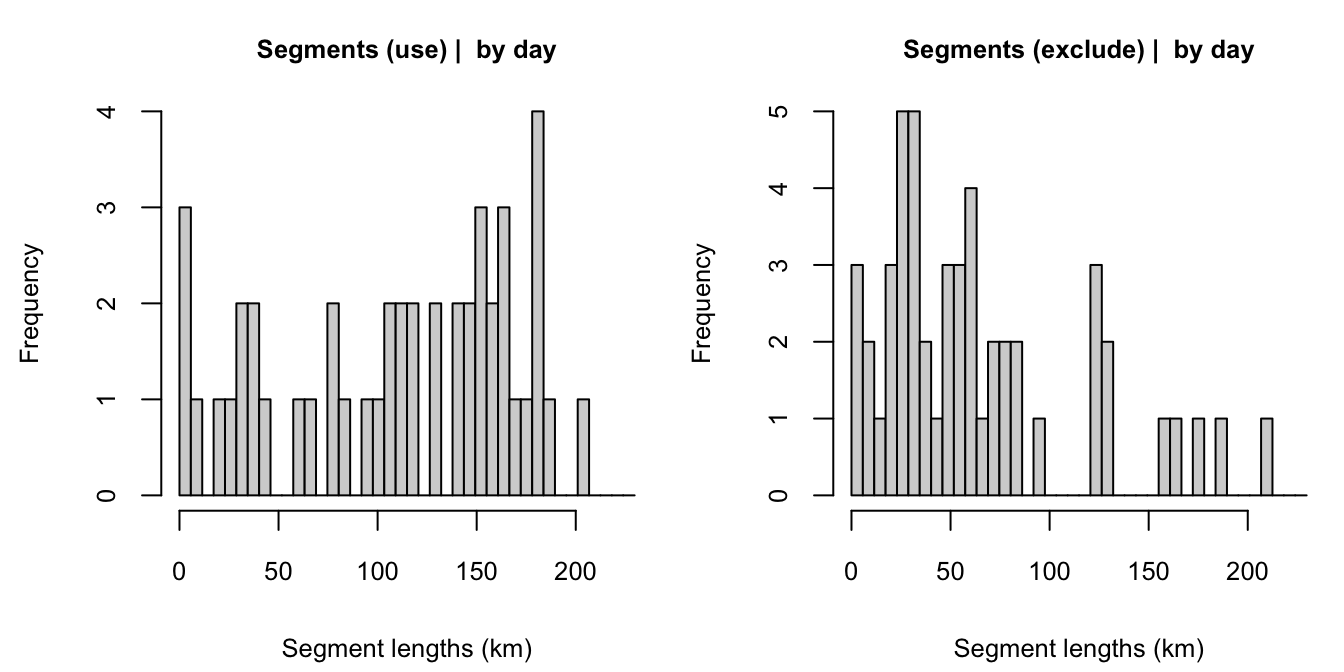 Segments (use) |  by day
Frequency
0
1
2
3
4
0 50 100 150 200
Segment lengths (km)
Segments (exclude) |  by day
Frequency
0
1
2
3
4
5
0 50 100 150 200
Segment lengths (km)